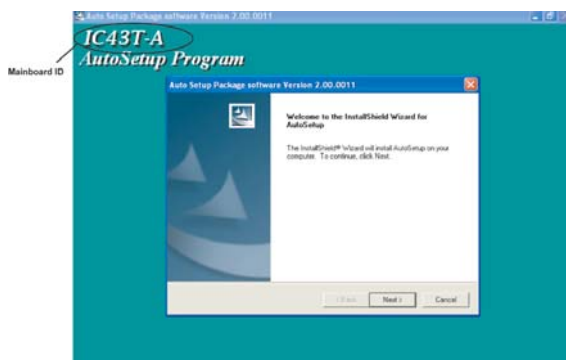 Auto Setup Package software Version 2.00.0011
IC43T-A
AutoSetup Program
Mainboard ID
Auto Setup Package software Version 2.00.0011
Welcome to the InstallShield Wizard for
AutoSetup
The InstallShield® Wizard will install AutoSetup on your
computer. To continue, click Next.
< Back
Next >
Cancel